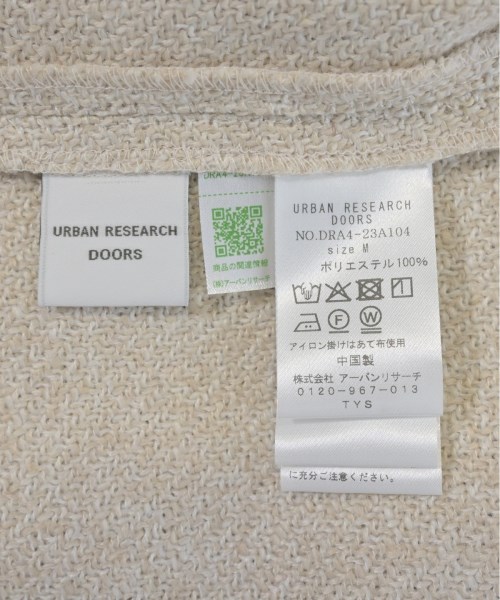 URBAN RESEARCH
DOORS
商品の関連情報
(株)アーバンリサーチ
URBAN RESEARCH
DOORS
NO.DRA4-23A104
size M
ポリエステル100%
F
W
アイロン掛けはあて布使用
中国製
株式会社 アーバンリサーチ
0120-967-013
TYS
に充分ご注意ください。